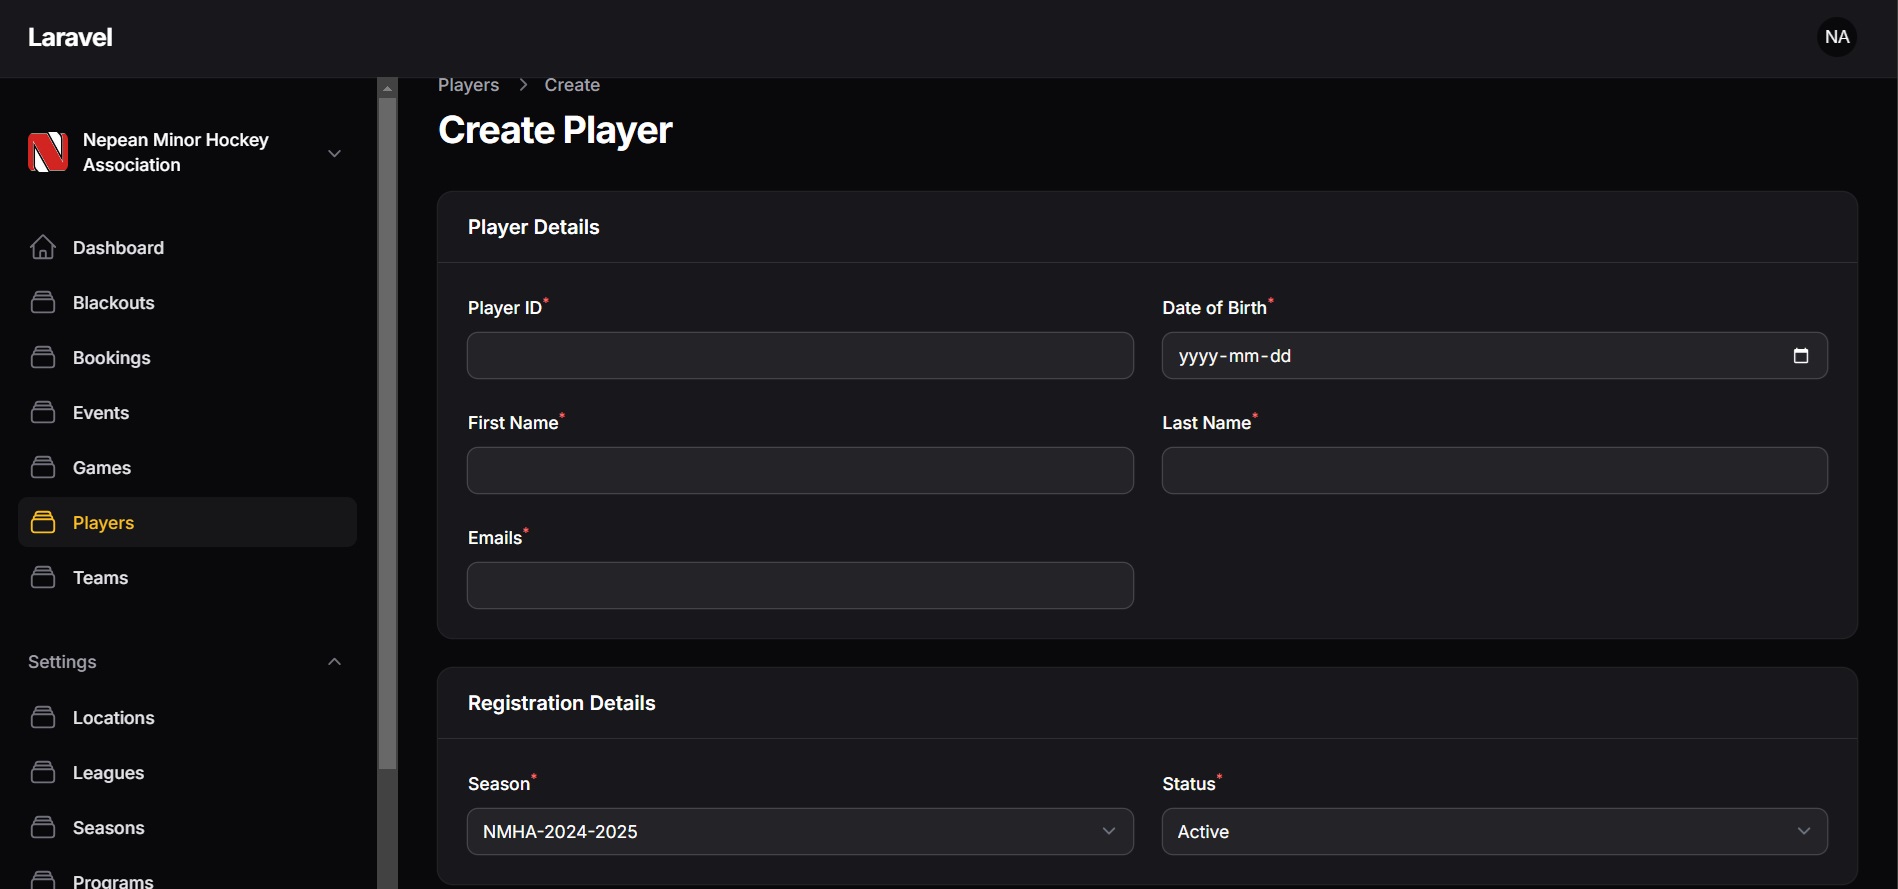 Laravel
NA
Nepean Minor Hockey
Association
Dashboard
Blackouts
Bookings
Events
Games
Players
Teams
Settings
Locations
Leagues
Seasons
Programs
Players > Create
Create Player
Player Details
Player ID*
Date of Birth*
yyyy-mm-dd
First Name*
Last Name*
Emails*
Registration Details
Season*
NMHA-2024-2025
Status*
Active